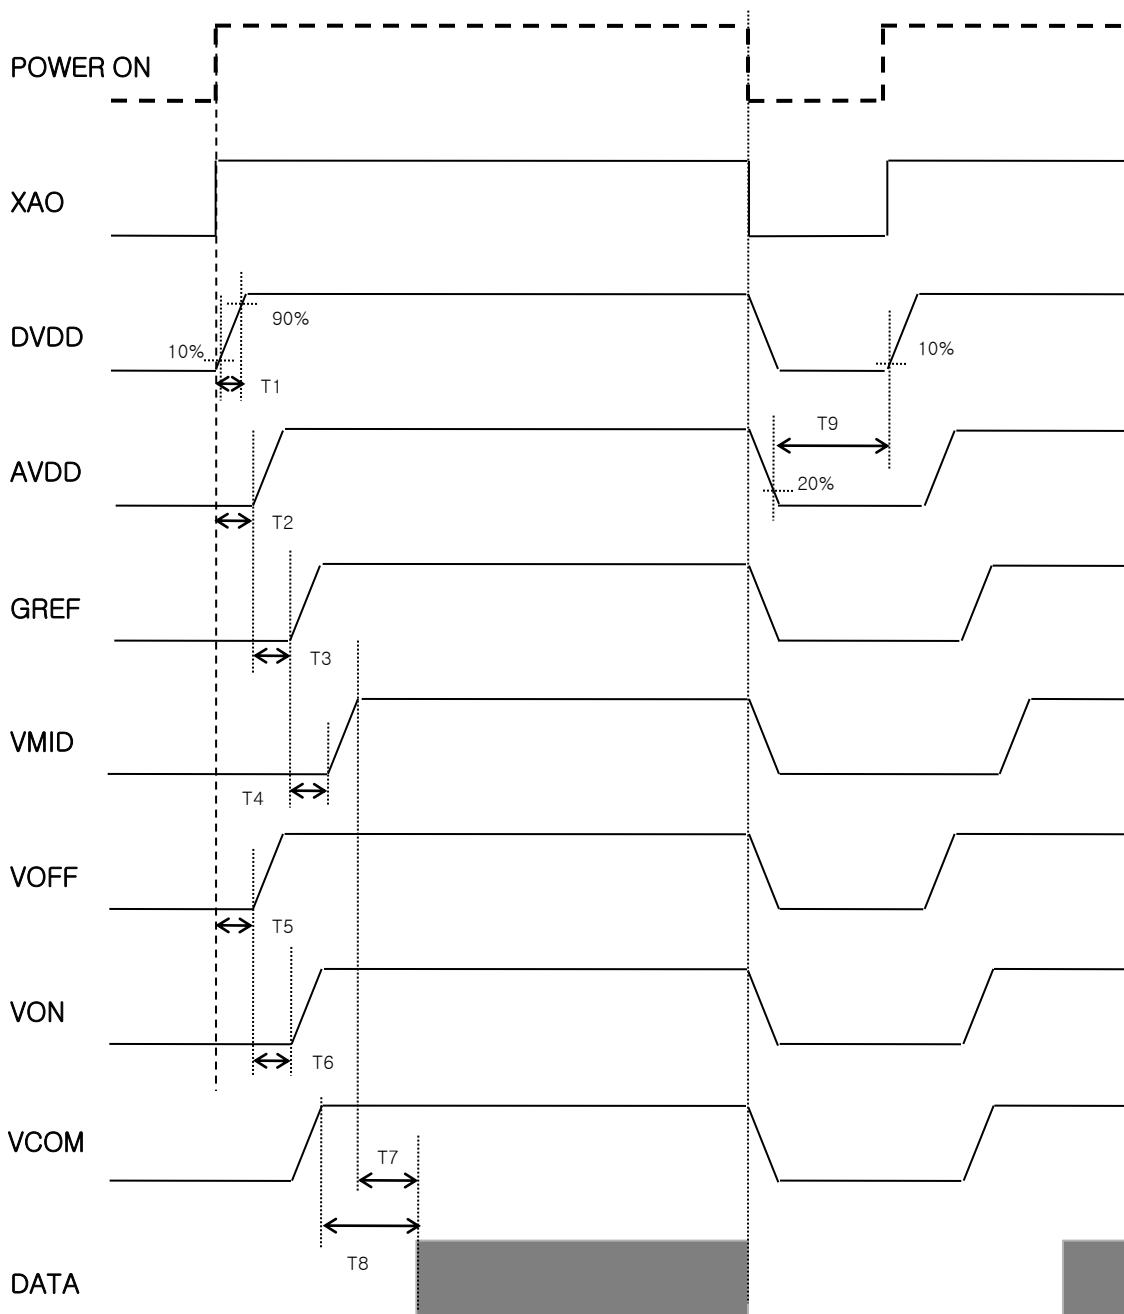 POWER ON
XAO
DVDD
90%
10%
10%
T1
T9
AVDD
20%
T2
GREF
T3
VMID
T4
VOFF
T5
VON
T6
VCOM
T7
T8
DATA